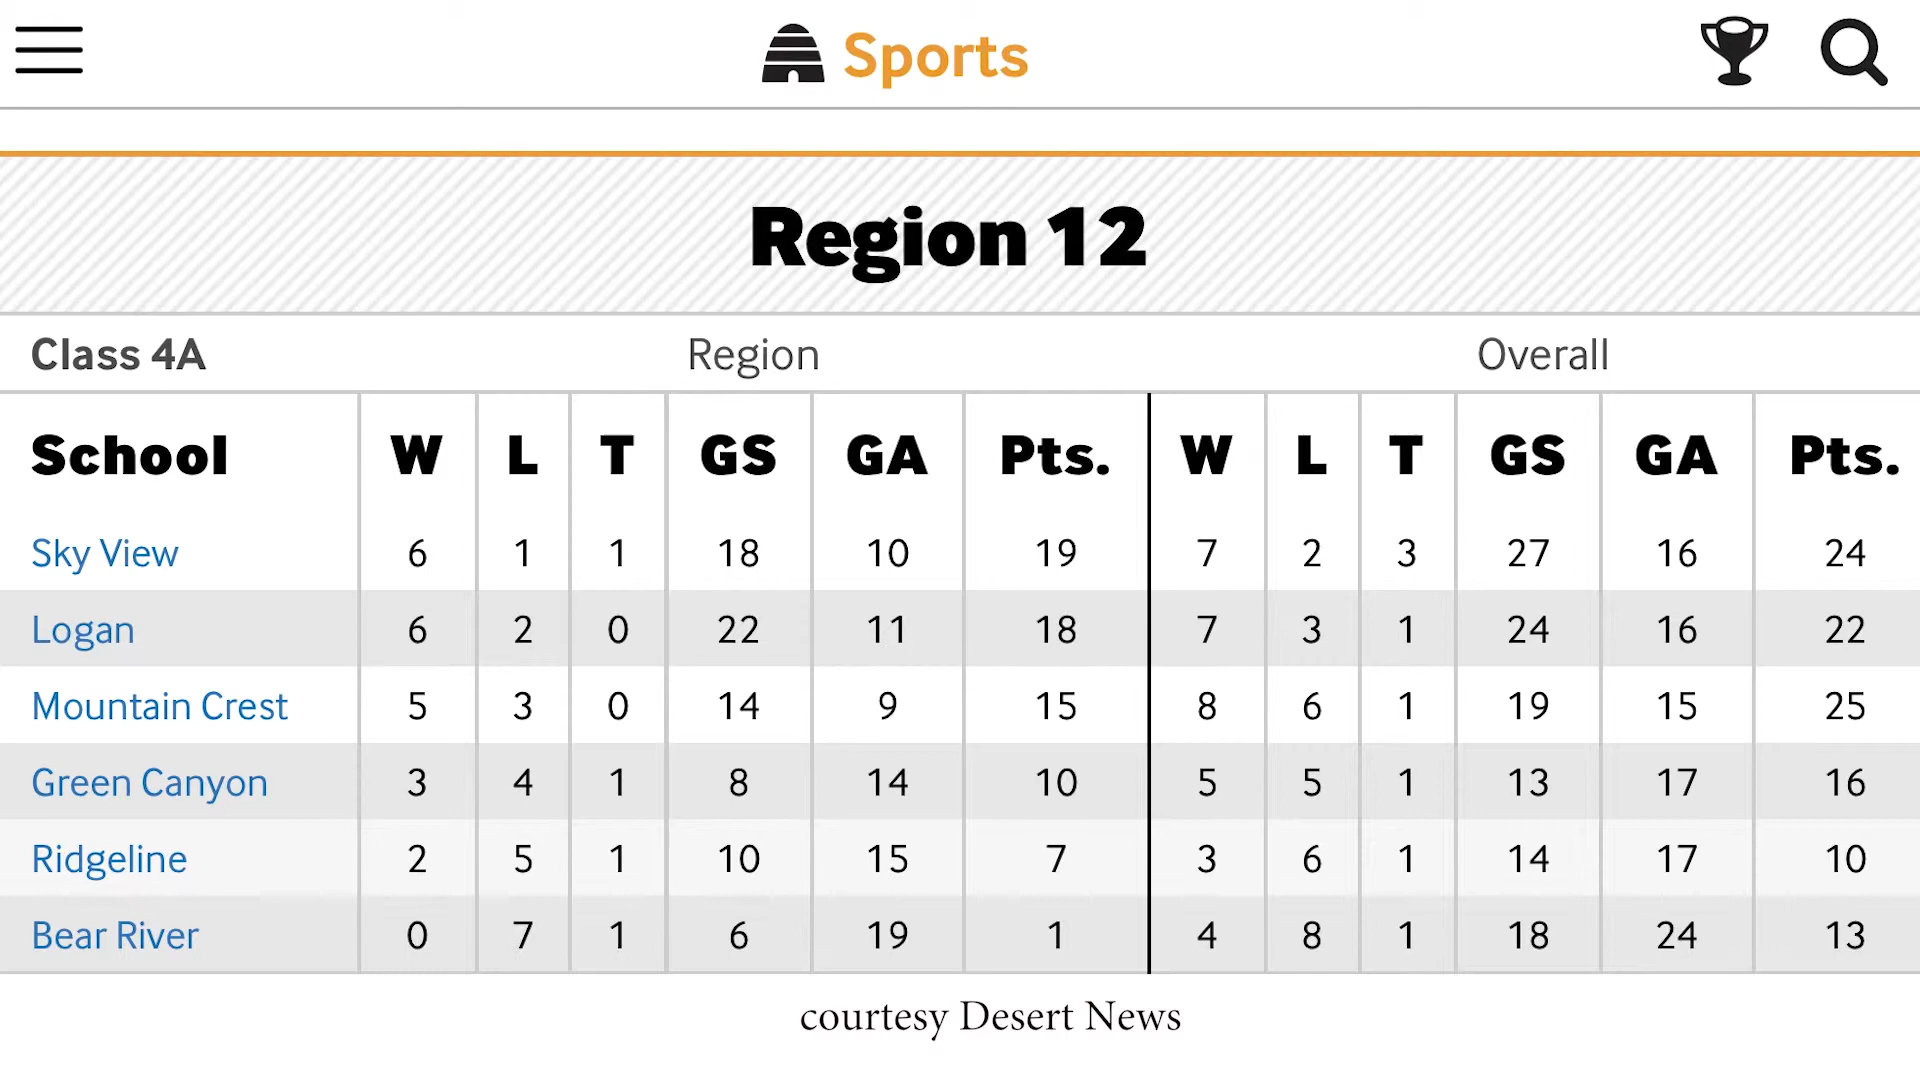 Sports
Region 12
Class 4A Region Overall
School W L T GS GA Pts. W L T GS GA Pts.
Sky View 6 1 1 18 10 19 7 2 3 27 16 24
Logan 6 2 0 22 11 18 7 3 1 24 16 22
Mountain Crest 5 3 0 14 9 15 8 6 1 19 15 25
Green Canyon 3 4 1 8 14 10 5 5 1 13 17 16
Ridgeline 2 5 1 10 15 7 3 6 1 14 17 10
Bear River 0 7 1 6 19 1 4 8 1 18 24 13
courtesy Desert News